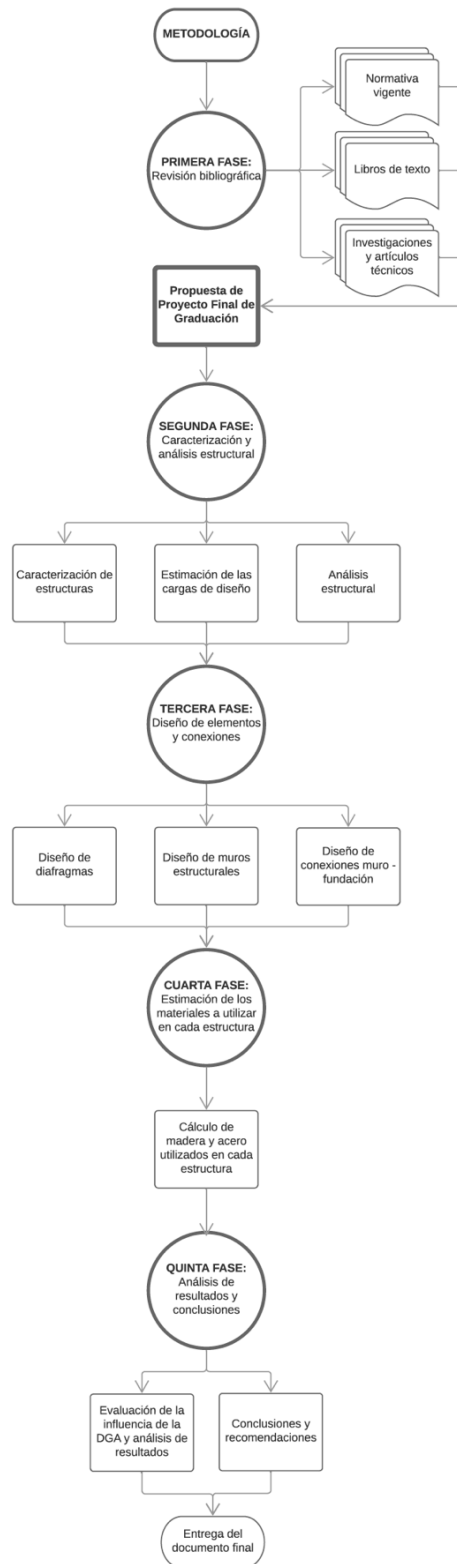 METODOLOGÍA
PRIMERA FASE:
Revisión bibliográfica
Normativa
vigente
Libros de texto
Investigaciones
y artículos
técnicos
Propuesta de
Proyecto Final de
Graduación
SEGUNDA FASE:
Caracterización y
análisis estructural
Caracterización de
estructuras
Estimación de las
cargas de diseño
Análisis
estructural
TERCERA FASE:
Diseño de elementos
y conexiones
Diseño de
diafragmas
Diseño de muros
estructurales
Diseño de
conexiones muro -
fundación
CUARTA FASE:
Estimación de los
materiales a utilizar
en cada estructura
Cálculo de
madera y acero
utilizados en cada
estructura
QUINTA FASE:
Análisis de
resultados y
conclusiones
Evaluación de la
influencia de la
DGA y análisis de
resultados
Conclusiones y
recomendaciones
Entrega del
documento final